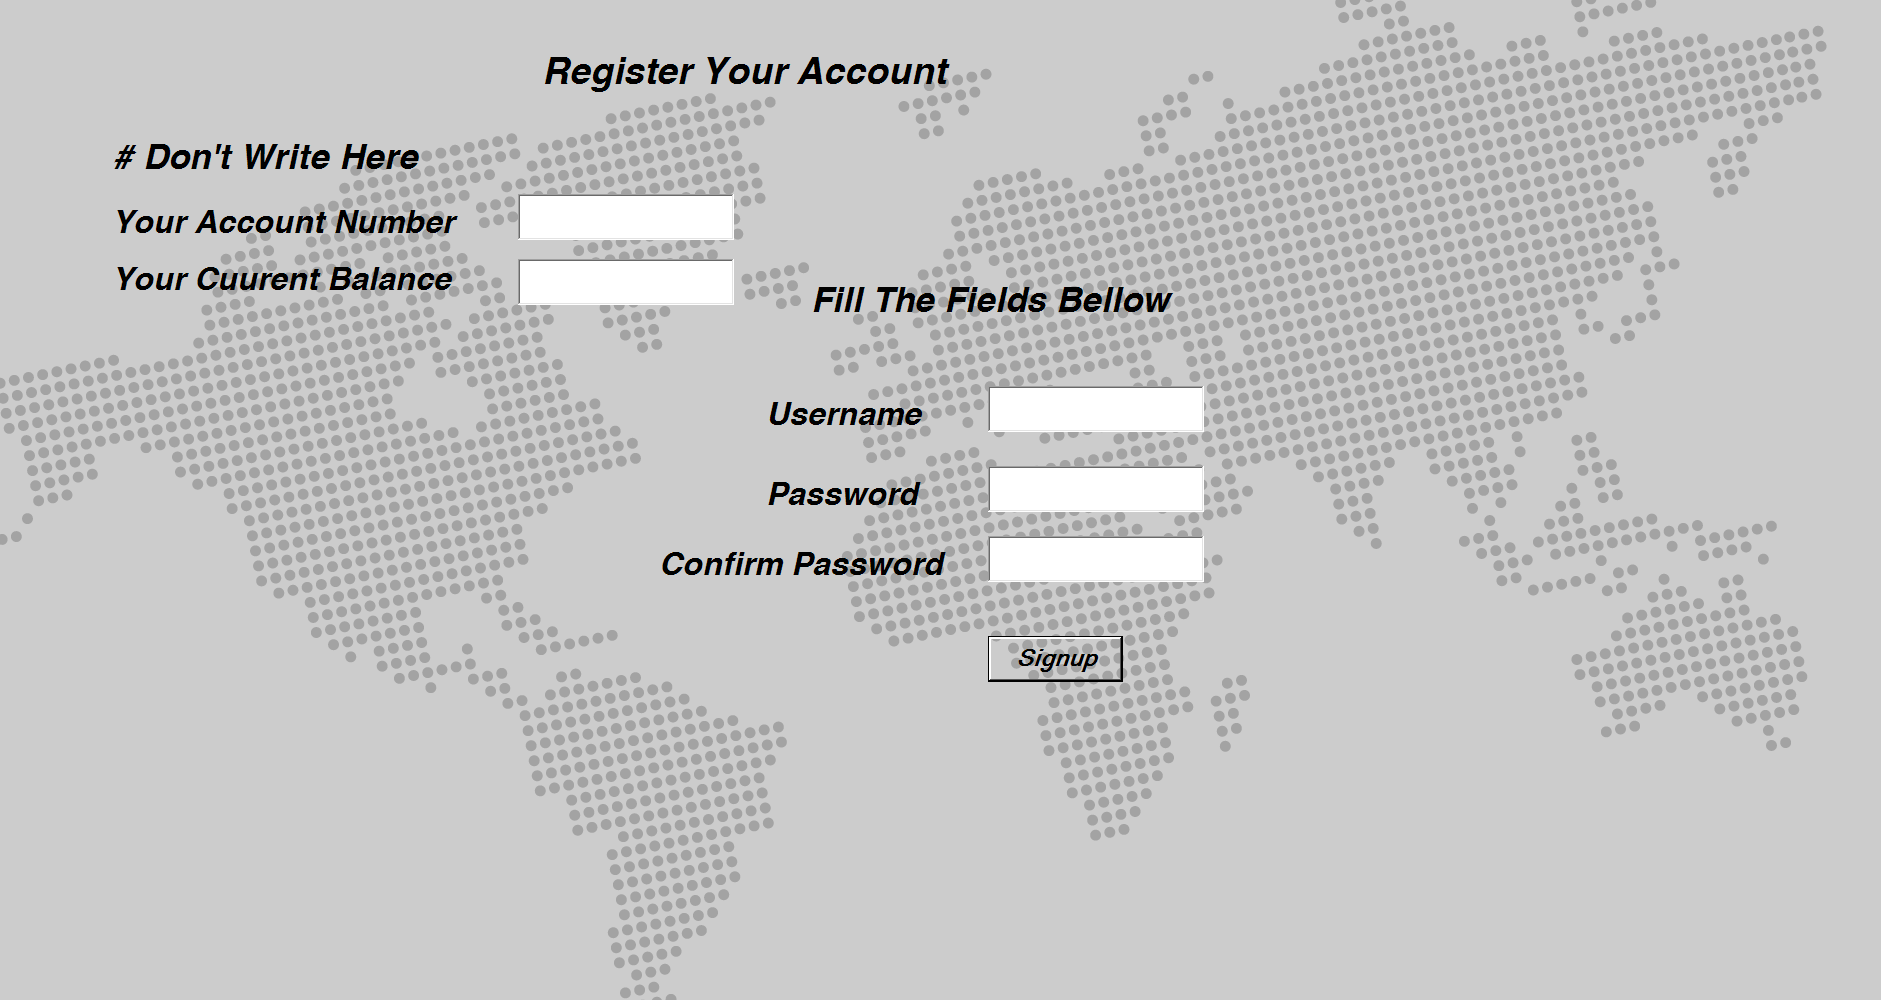 Register Your Account
# Don't Write Here
Your Account Number
Your Cuurent Balance
Fill The Fields Bellow
Username
Password
Confirm Password
Signup